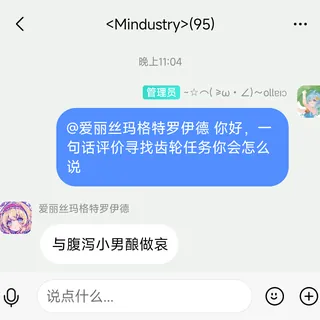 <Mindustry>(95)
晚上11:04
管理员
@爱丽丝玛格特罗伊德 你好，一
句话评价寻找齿轮任务你会怎么
说
爱丽丝玛格特罗伊德
与腹泻小男酿做哀
说点什么...